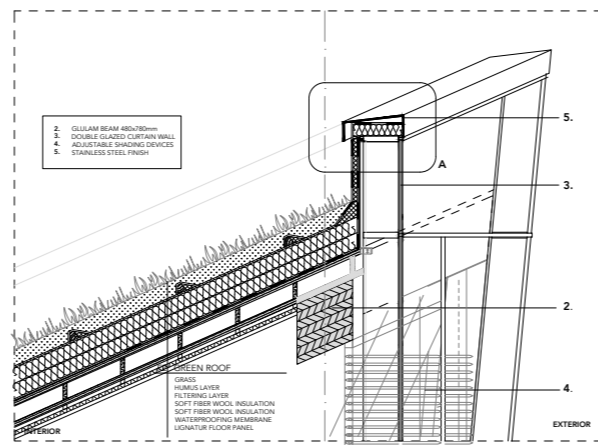 2. GLULAM BEAM 480x780mm
3. DOUBLE GLAZED CURTAIN WALL
4. ADJUSTABLE SHADING DEVICES
5. STAINLESS STEEL FINISH
5.
A
3.
2.
GREEN ROOF
GRASS
HUMUS LAYER
FILTERING LAYER
SOFT FIBER WOOL INSULATION
SOFT FIBER WOOL INSULATION
WATERPROOFING MEMBRANE
LIGNATUR FLOOR PANEL
4.
INTERIOR
EXTERIOR